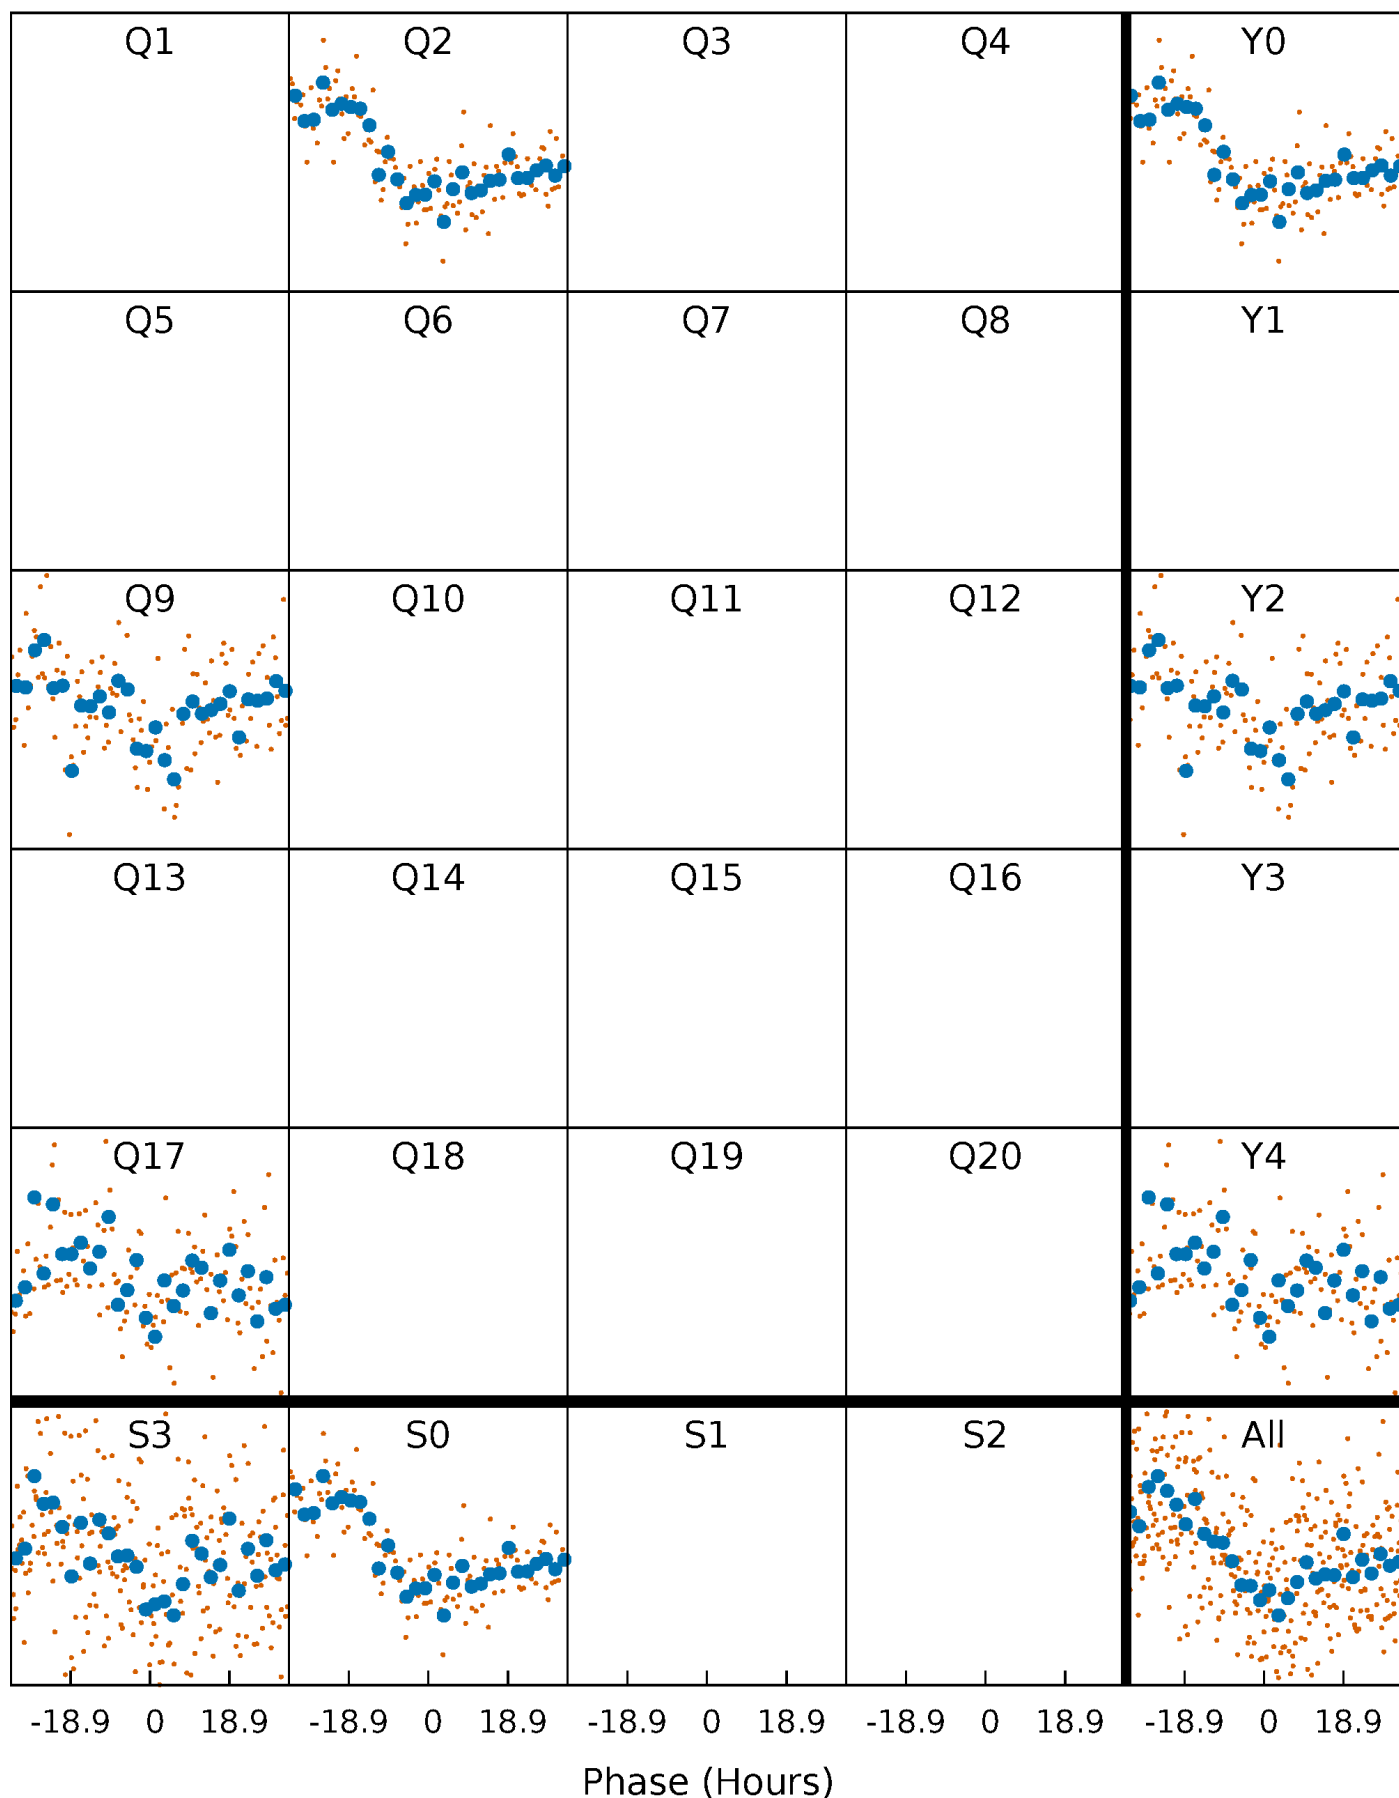 Q1 Q2 Q3 Q4 Y0
Q5 Q6 Q7 Q8 Y1
Q9 Q10 Q11 Q12 Y2
Q13 Q14 Q15 Q16 Y3
Q17 Q18 Q19 Q20 Y4
S3 S0 S1 S2 All
-18.9 0 18.9 -18.9 0 18.9 -18.9 0 18.9 -18.9 0 18.9 -18.9 0 18.9
Phase (Hours)